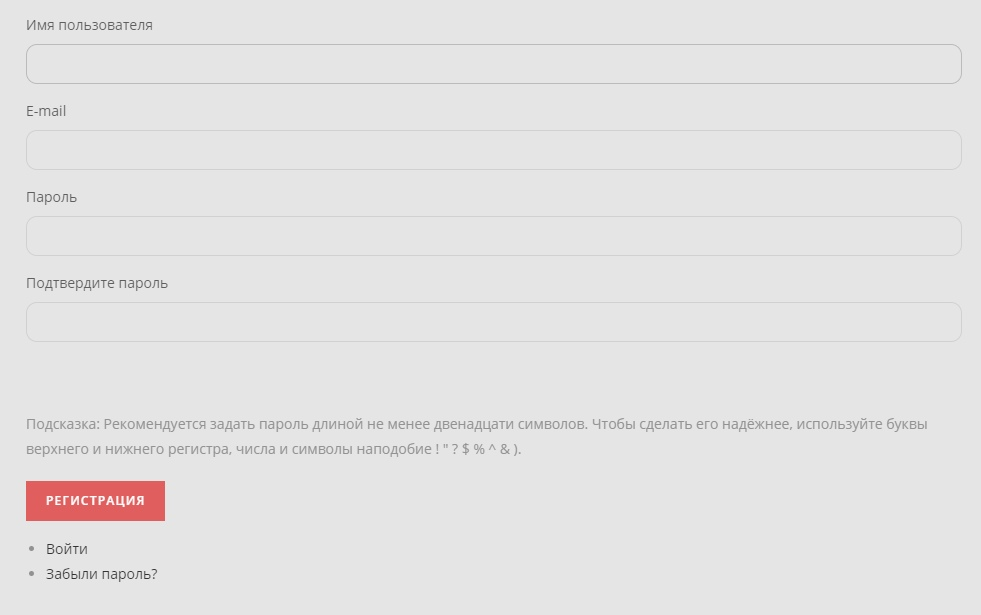 Имя пользователя
E-mail
Пароль
Подтвердите пароль
Подсказка: Рекомендуется задать пароль длиной не менее двенадцати символов. Чтобы сделать его надёжнее, используйте буквы
верхнего и нижнего регистра, числа и символы наподобие ! " ? $ % ^ & ).
РЕГИСТРАЦИЯ
Войти
Забыли пароль?